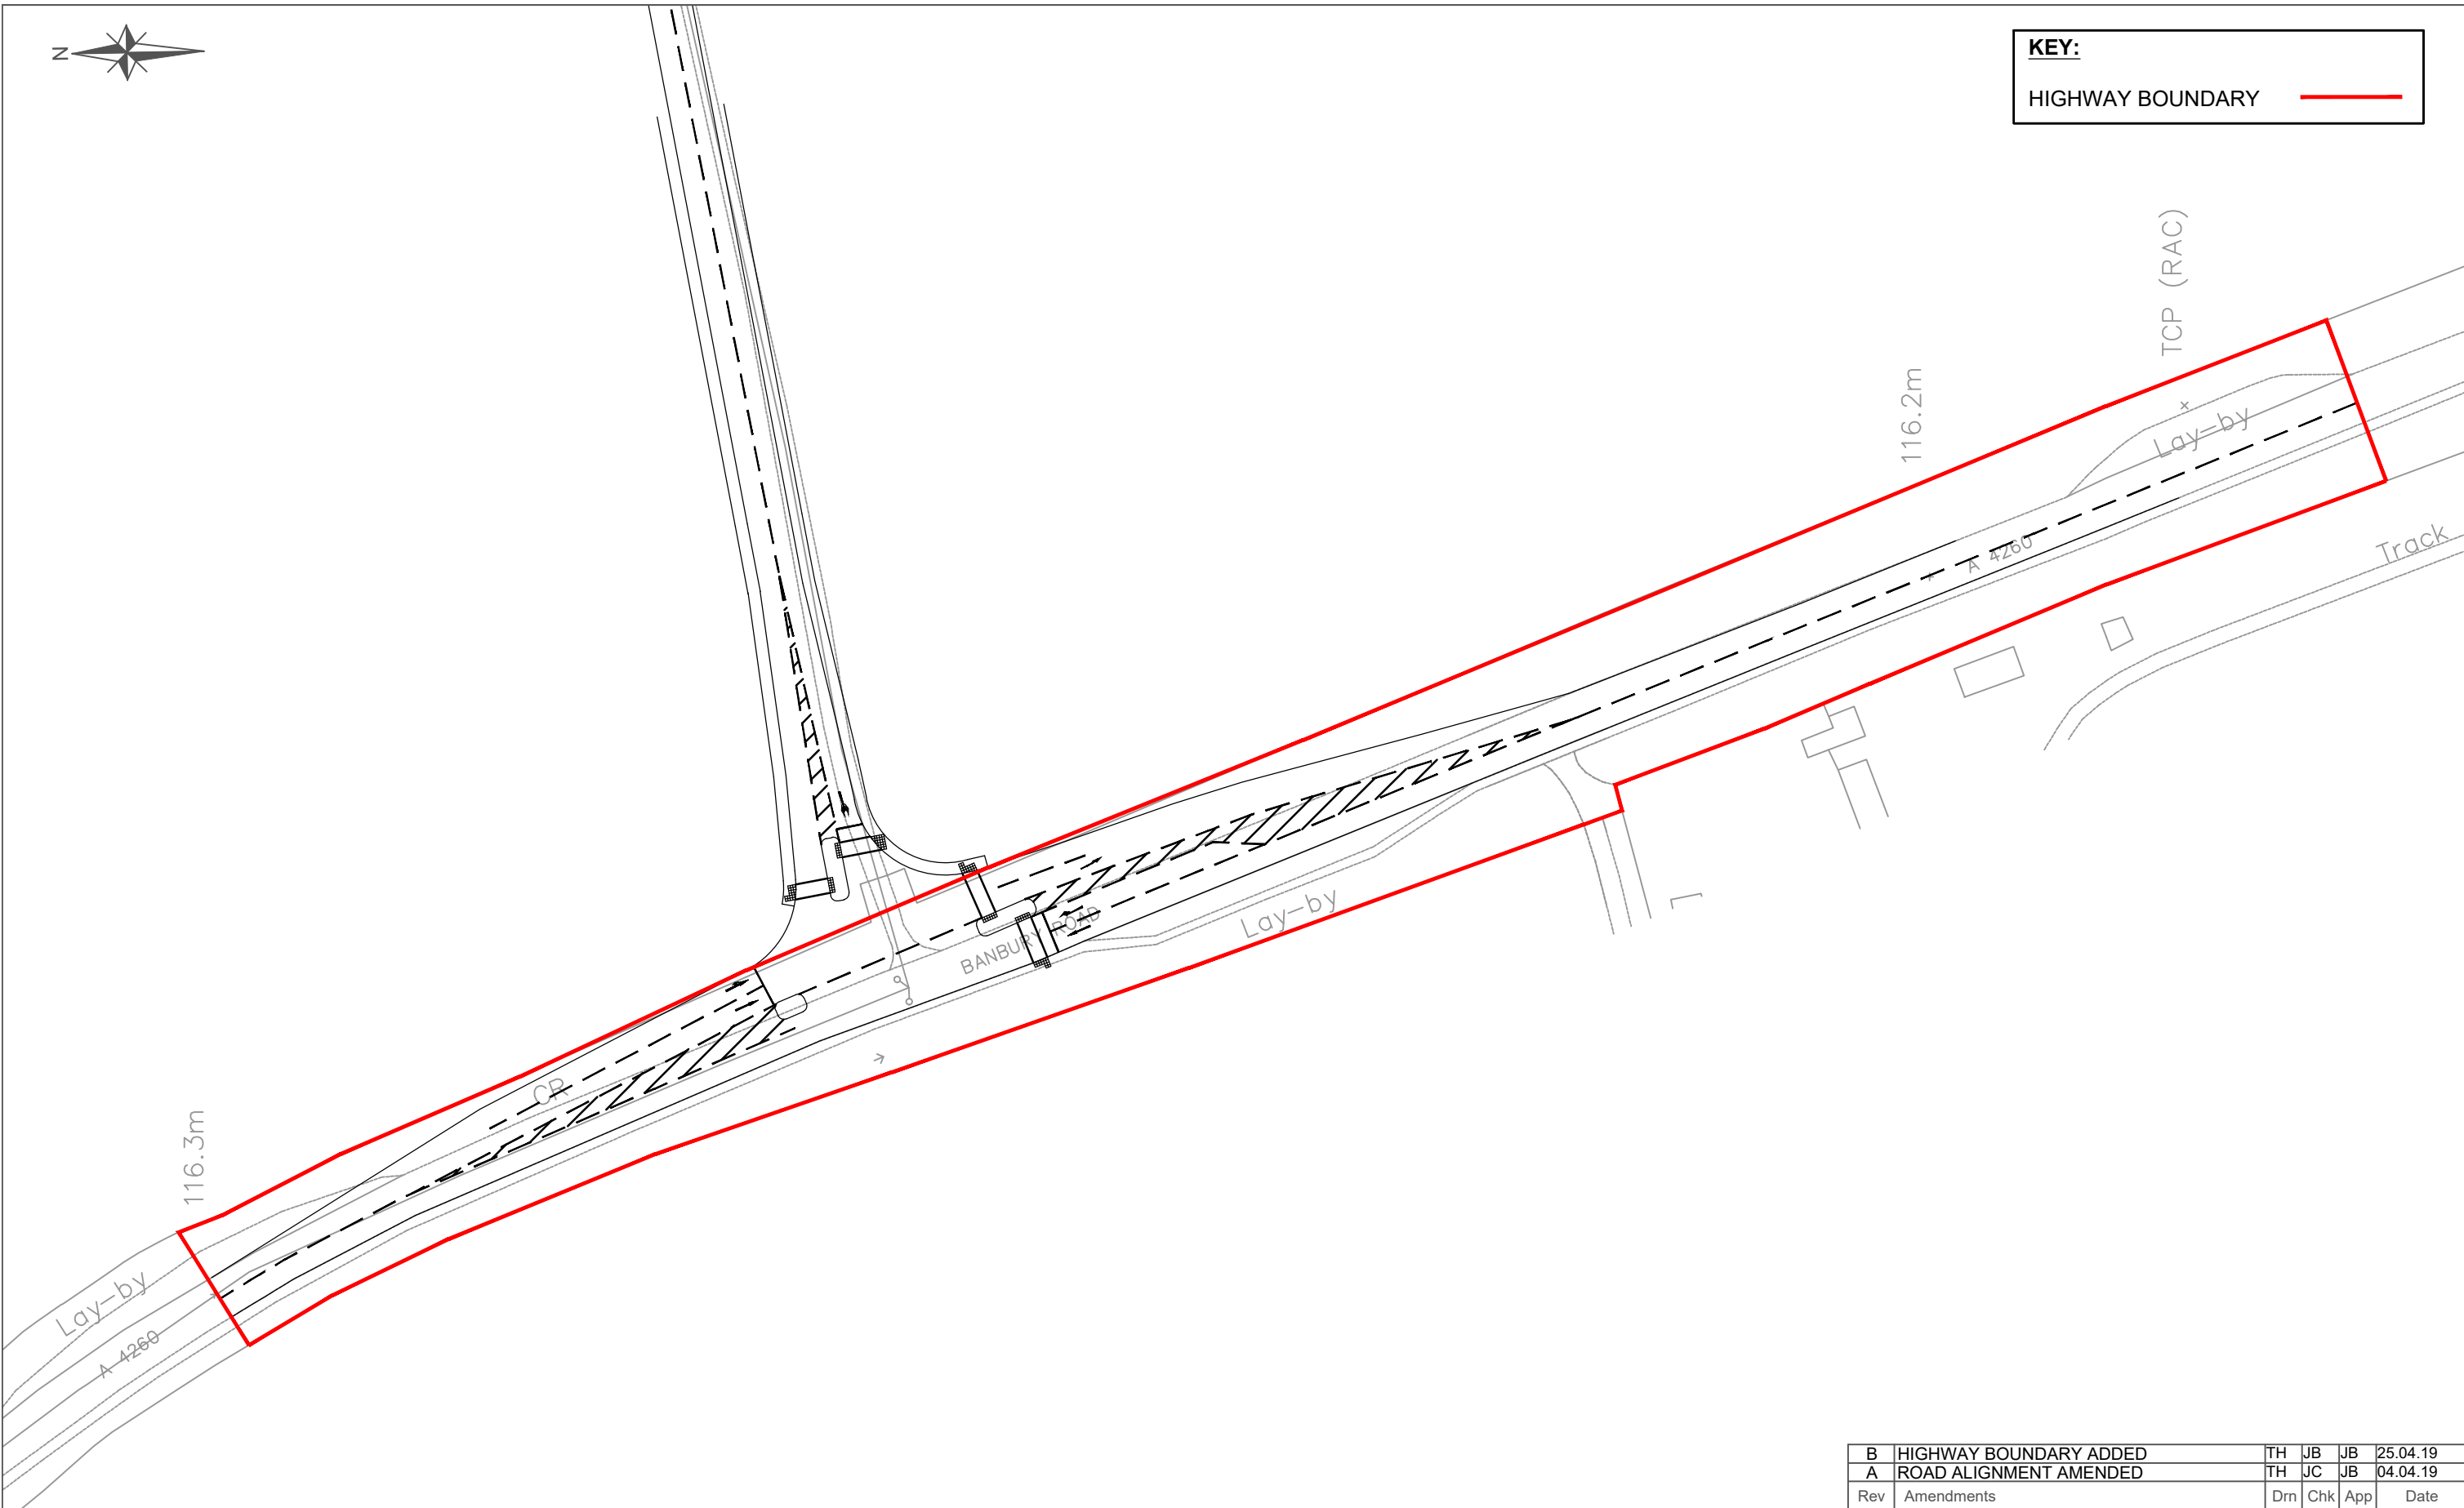 N
KEY:
HIGHWAY BOUNDARY
TCP (RAC)
116.2m
Lay-by
A 4260
Track
BANBURY ROAD
Lay-by
CR
116.3m
Lay-by
A 4260
B HIGHWAY BOUNDARY ADDED TH JB JB 25.04.19
A ROAD ALIGNMENT AMENDED TH JC JB 04.04.19
Rev Amendments Drn Chk App Date